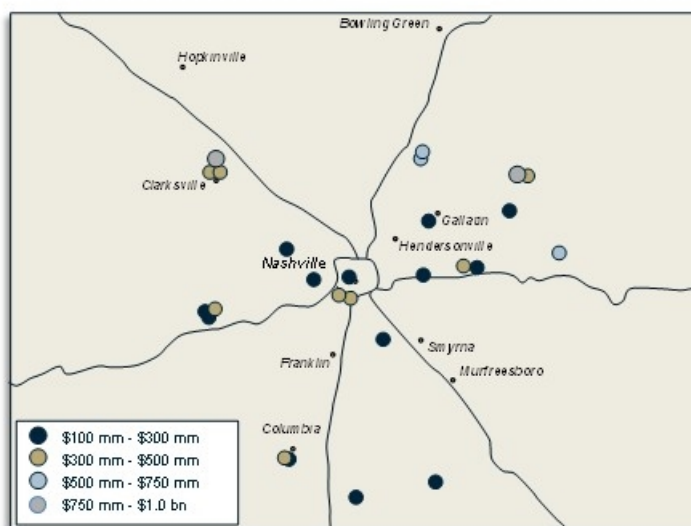 Bowling Green
Hopkinville
Clarksville
Gallatin
Hendersonville
Nashville
Smyrna
Franklin
Murfreesboro
Columbia
$100 mm - $300 mm
$300 mm - $500 mm
$500 mm - $750 mm
$750 mm - $1.0 bn